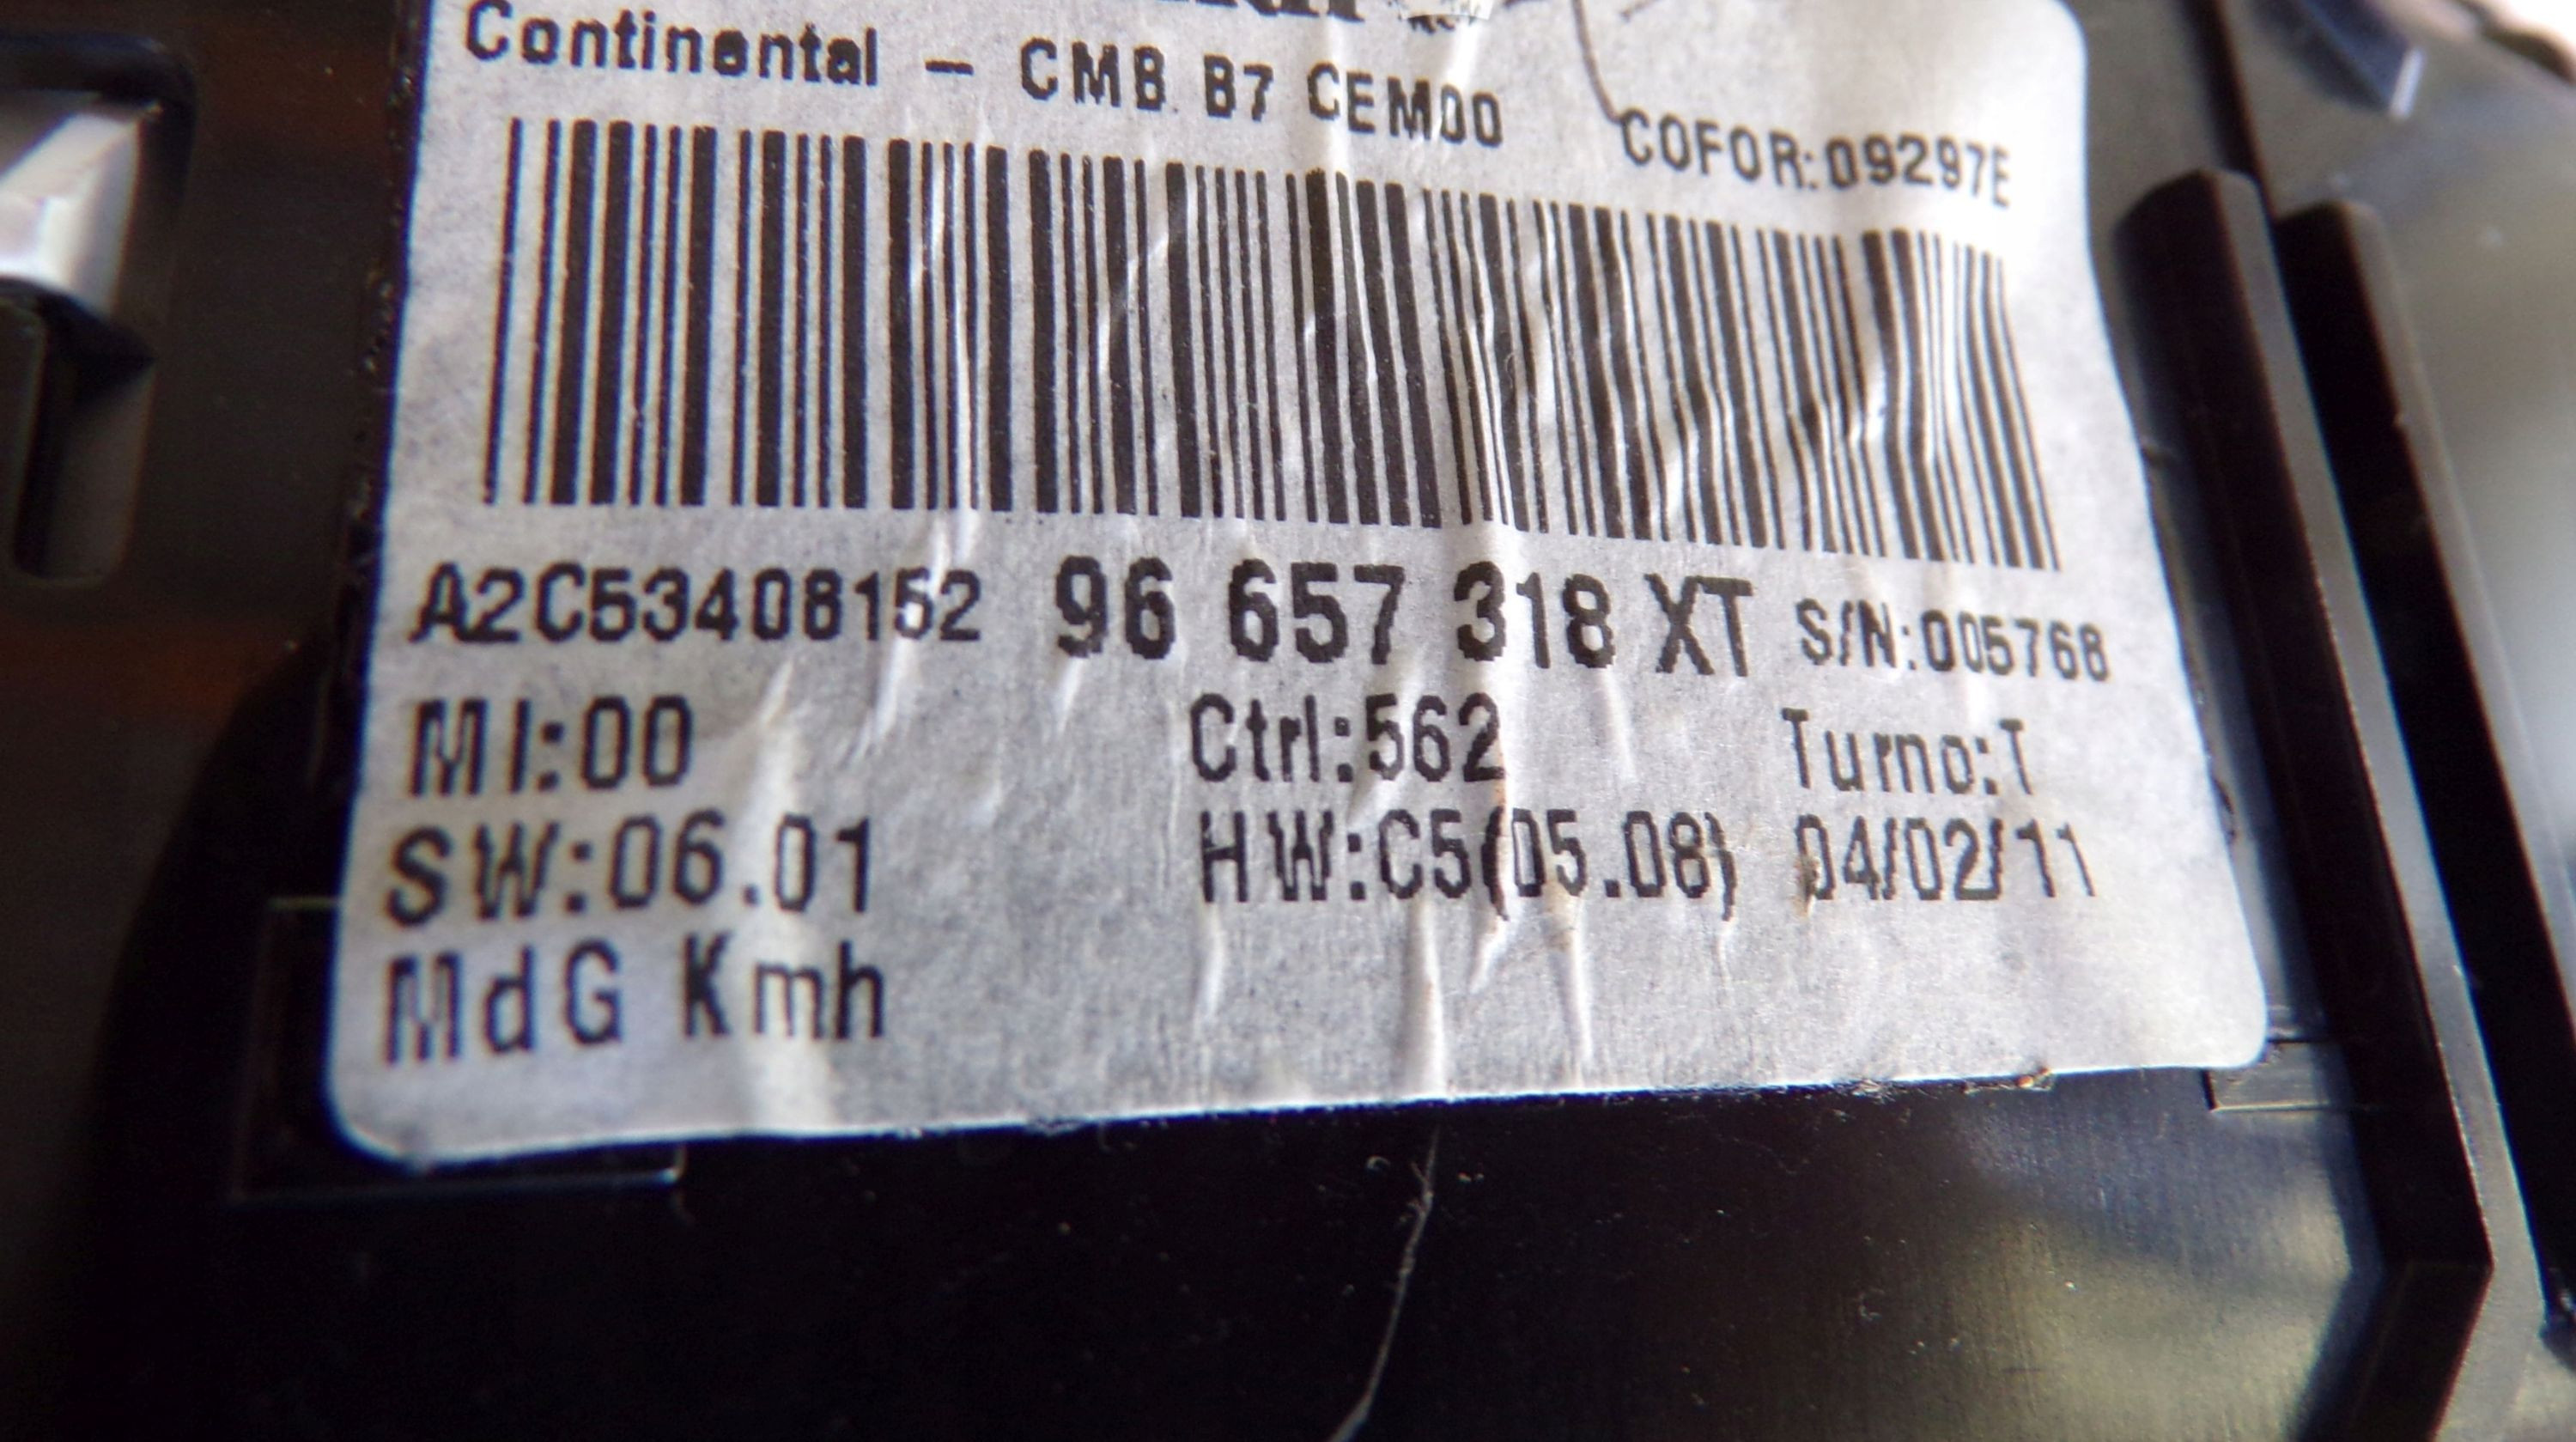 Continental – CMB B7 CEM00 COFOR:09297E
A2C53408152 96 657 318 XT S/N:005768
MI:00 Ctrl:562 Turno:T
SW:06.01 HW:C5(05.08) 04/02/11
MdG Kmh